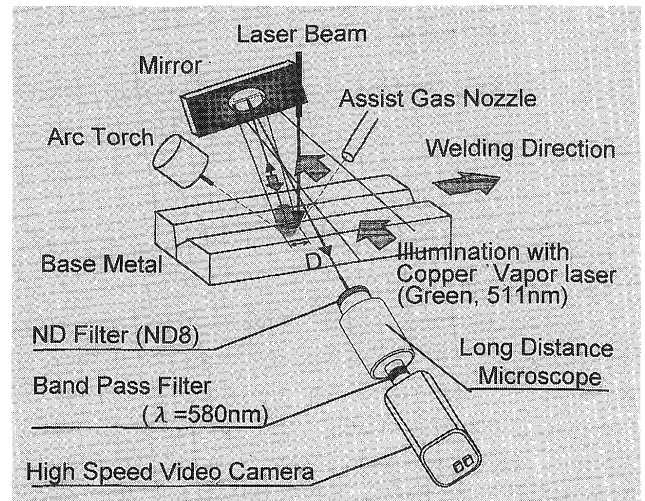 Laser Beam
Mirror
Assist Gas Nozzle
Arc Torch
Welding Direction
Base Metal
D
Illumination with
Copper Vapor laser
(Green, 511nm)
ND Filter (ND8)
Long Distance
Microscope
Band Pass Filter
(λ=580nm)
High Speed Video Camera